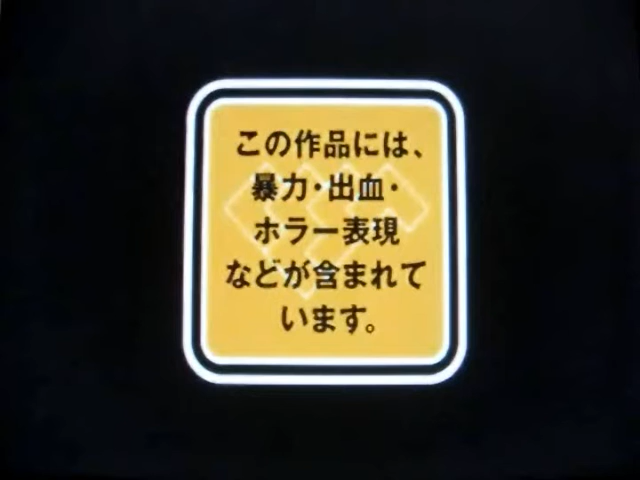 この作品には、
暴力・出血・
ホラー表現
などが含まれて
います。